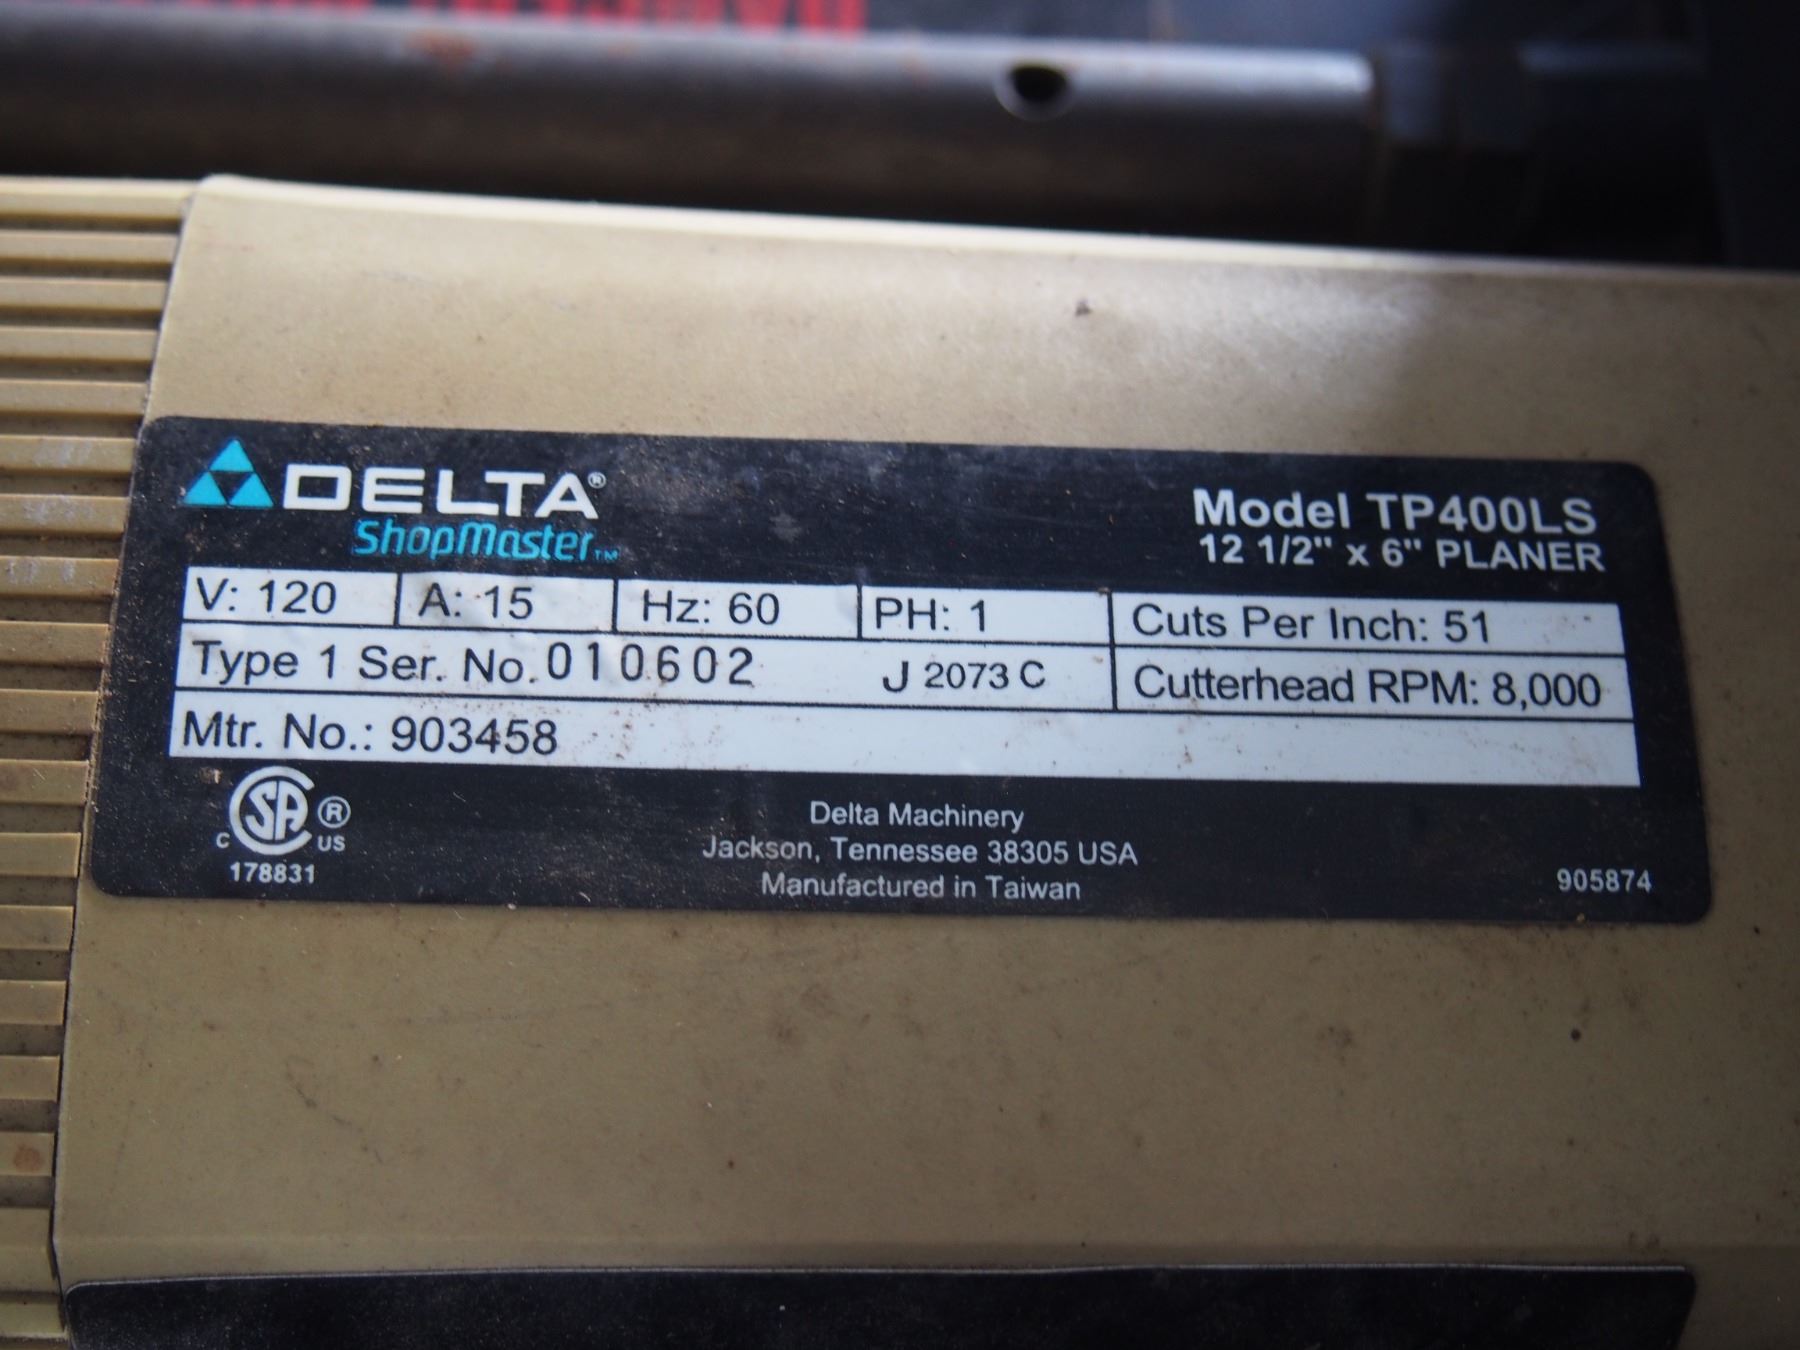 DELTA®
ShopMaster™
Model TP400LS
12 1/2" x 6" PLANER
V: 120 A: 15 Hz: 60 PH: 1 Cuts Per Inch: 51
Type 1 Ser. No. 010602 J 2073 C Cutterhead RPM: 8,000
Mtr. No.: 903458
C SA ® US
178831
Delta Machinery
Jackson, Tennessee 38305 USA
Manufactured in Taiwan
905874